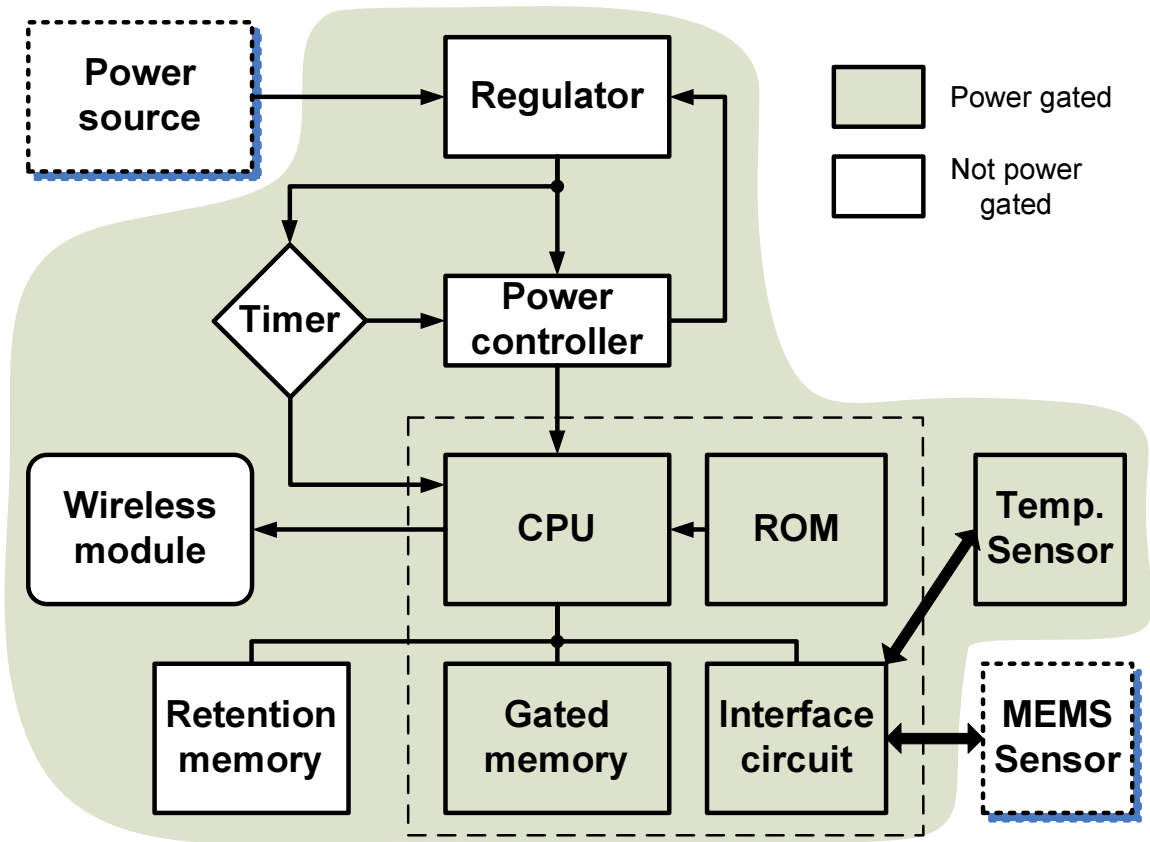 Power
source
Regulator
Power gated
Not power
gated
Timer
Power
controller
Wireless
module
CPU
ROM
Temp.
Sensor
Retention
memory
Gated
memory
Interface
circuit
MEMS
Sensor